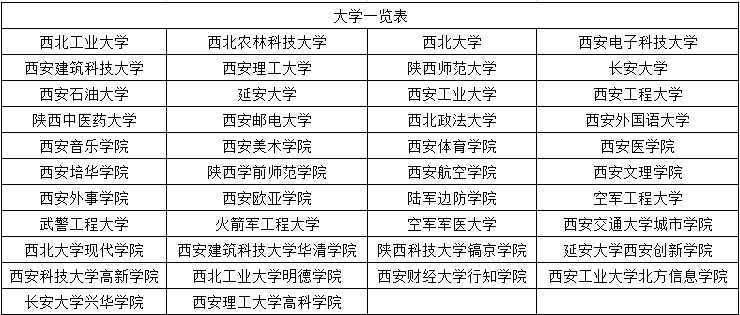 大学一览表
西北工业大学 西北农林科技大学 西北大学 西安电子科技大学
西安建筑科技大学 西安理工大学 陕西师范大学 长安大学
西安石油大学 延安大学 西安工业大学 西安工程大学
陕西中医药大学 西安邮电大学 西北政法大学 西安外国语大学
西安音乐学院 西安美术学院 西安体育学院 西安医学院
西安培华学院 陕西学前师范学院 西安航空学院 西安文理学院
西安外事学院 西安欧亚学院 陆军边防学院 空军工程大学
武警工程大学 火箭军工程大学 空军军医大学 西安交通大学城市学院
西北大学现代学院 西安建筑科技大学华清学院 陕西科技大学镐京学院 延安大学西安创新学院
西安科技大学高新学院 西北工业大学明德学院 西安财经大学行知学院 西安工业大学北方信息学院
长安大学兴华学院 西安理工大学高科学院